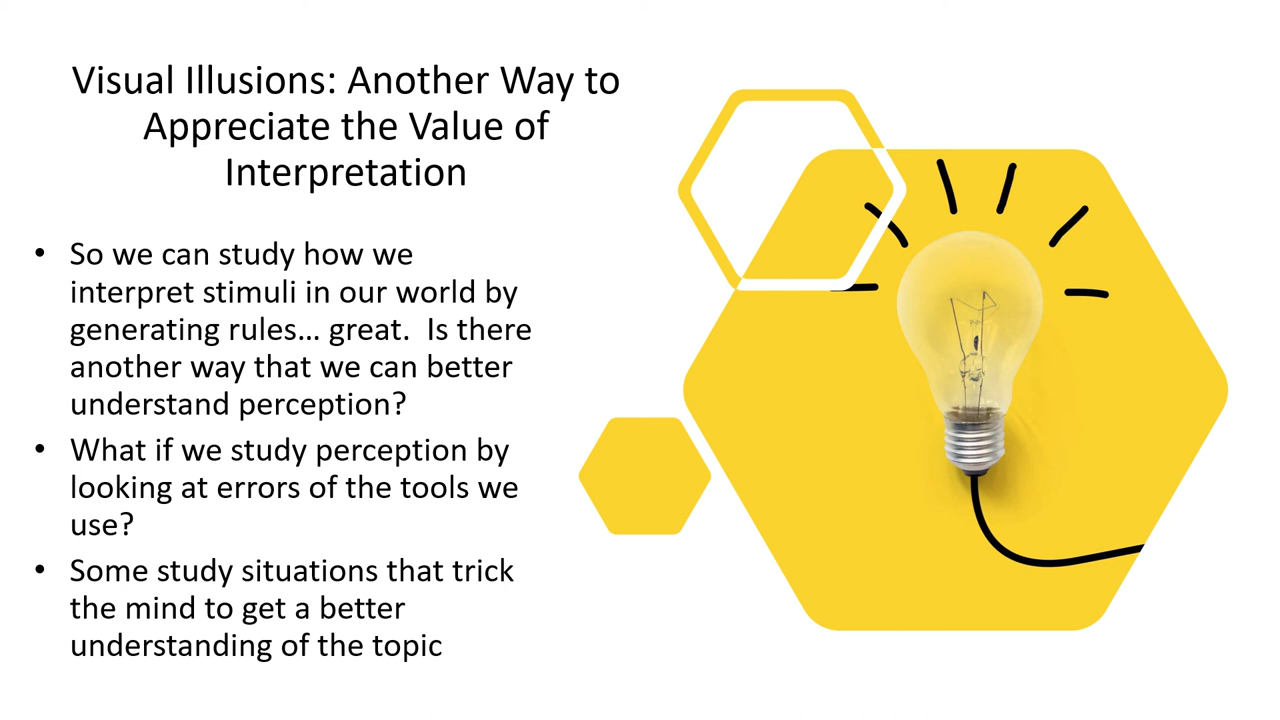 Visual Illusions: Another Way to
Appreciate the Value of
Interpretation
• So we can study how we
interpret stimuli in our world by
generating rules... great.  Is there
another way that we can better
understand perception?
• What if we study perception by
looking at errors of the tools we
use?
• Some study situations that trick
the mind to get a better
understanding of the topic